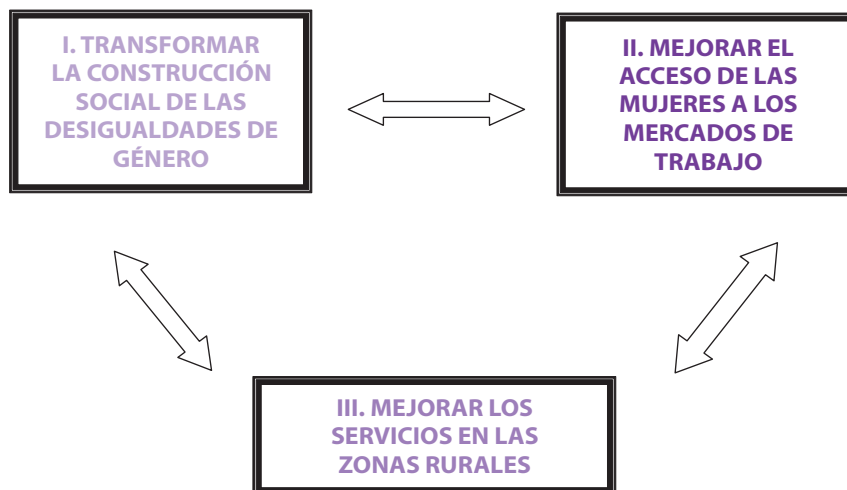 I. TRANSFORMAR
LA CONSTRUCCIÓN
SOCIAL DE LAS
DESIGUALDADES DE
GÉNERO
II. MEJORAR EL
ACCESO DE LAS
MUJERES A LOS
MERCADOS DE
TRABAJO
III. MEJORAR LOS
SERVICIOS EN LAS
ZONAS RURALES